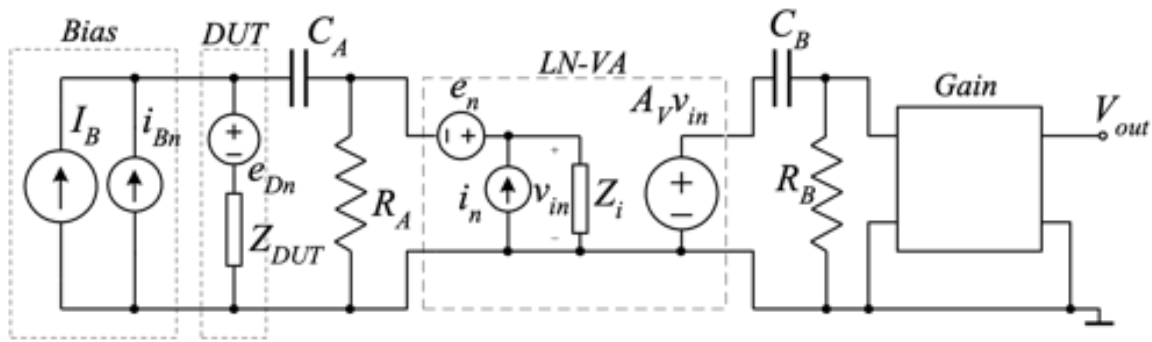 Bias
DUT
C_A
LN-VA
C_B
Gain
I_B
i_Bn
+
−
e_Dn
Z_DUT
R_A
e_n
− +
i_n
+
v_in
−
Z_i
A_V v_in
+
−
R_B
V_out